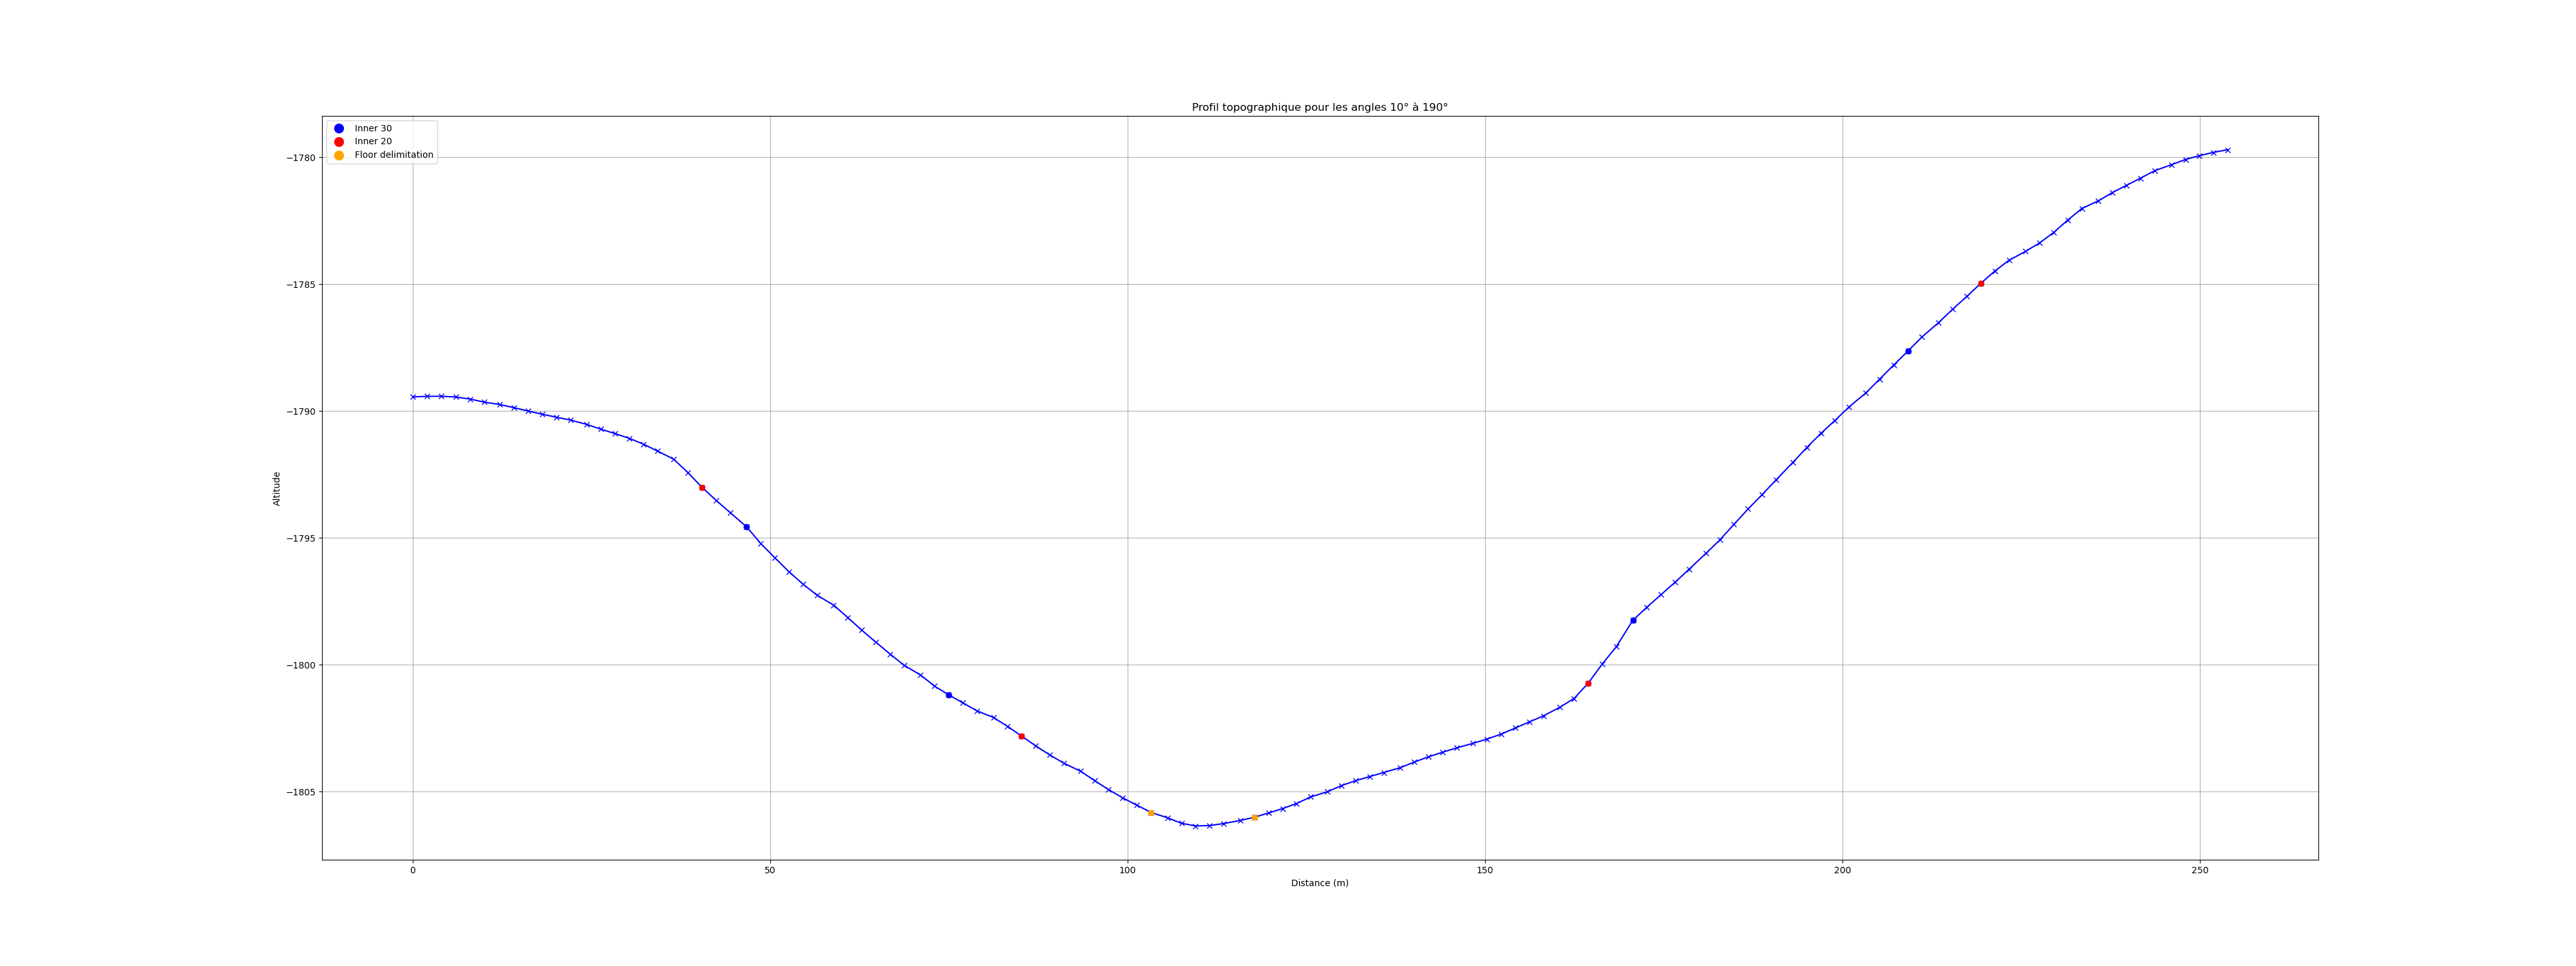 Profil topographique pour les angles 10° à 190°
Inner 30
Inner 20
Floor delimitation
−1780
−1785
−1790
−1795
−1800
−1805
Altitude
0 50 100 150 200 250
Distance (m)